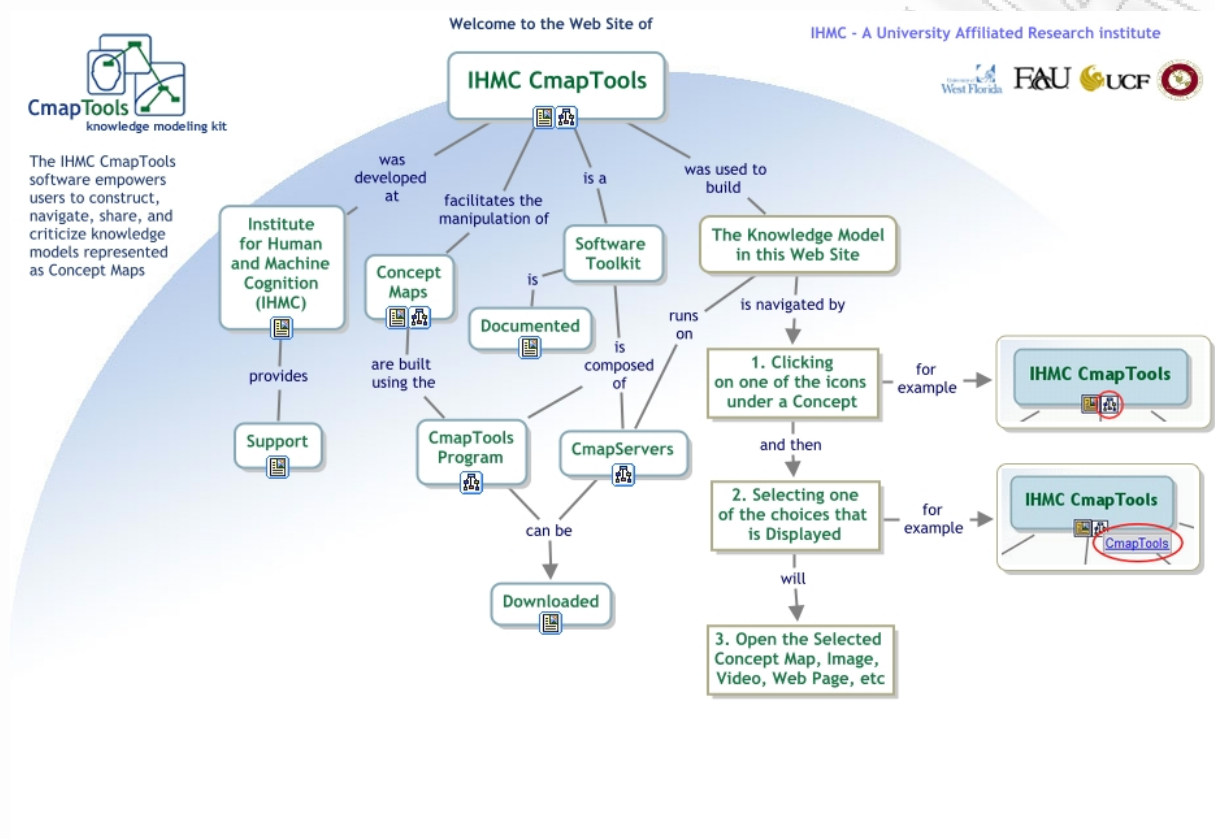 Welcome to the Web Site of
IHMC - A University Affiliated Research institute
West Florida
FAU
UCF
CmapTools
knowledge modeling kit
The IHMC CmapTools
software empowers
users to construct,
navigate, share, and
criticize knowledge
models represented
as Concept Maps
IHMC CmapTools
was
developed
at
facilitates the
manipulation of
is a
was used to
build
Institute
for Human
and Machine
Cognition
(IHMC)
Concept
Maps
Software
Toolkit
The Knowledge Model
in this Web Site
is
Documented
runs
on
is navigated by
provides
are built
using the
is
composed
of
1. Clicking
on one of the icons
under a Concept
for
example
IHMC CmapTools
Support
CmapTools
Program
CmapServers
and then
2. Selecting one
of the choices that
is Displayed
for
example
IHMC CmapTools
CmapTools
can be
Downloaded
will
3. Open the Selected
Concept Map, Image,
Video, Web Page, etc